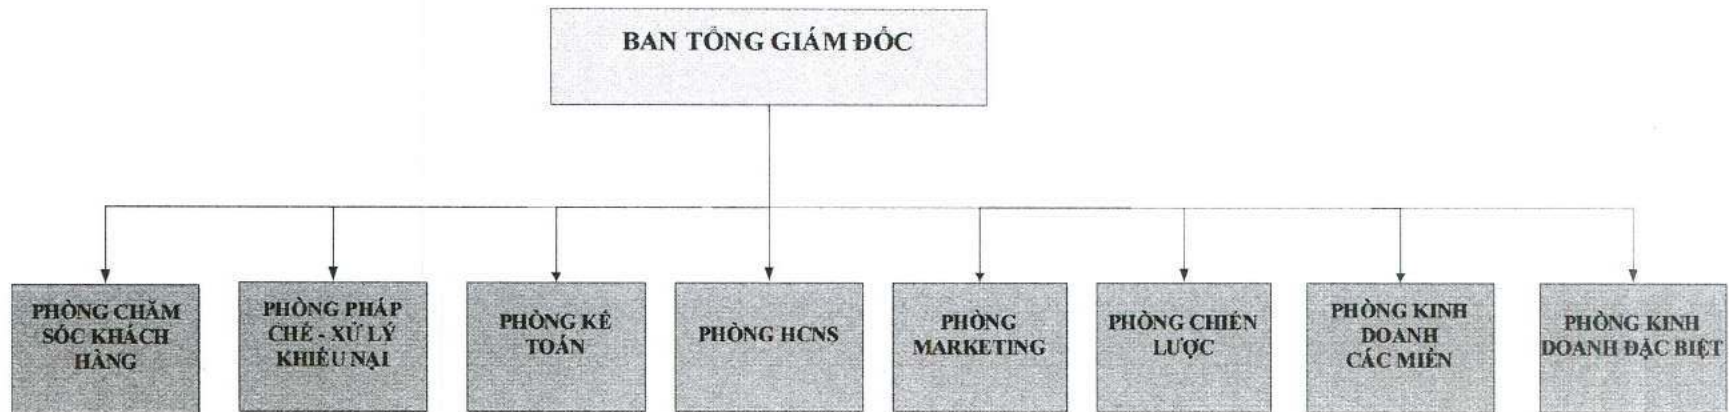 BAN TỔNG GIÁM ĐỐC
PHÒNG CHĂM
SÓC KHÁCH
HÀNG
PHÒNG PHÁP
CHẾ - XỬ LÝ
KHIẾU NẠI
PHÒNG KẾ
TOÁN
PHÒNG HCNS
PHÒNG
MARKETING
PHÒNG CHIẾN
LƯỢC
PHÒNG KINH
DOANH
CÁC MIỀN
PHÒNG KINH
DOANH ĐẶC BIỆT